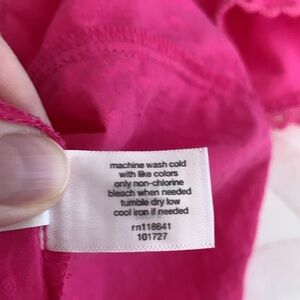 machine wash cold
with like colors
only non-chlorine
bleach when needed
tumble dry low
cool iron if needed
rn118641
101727